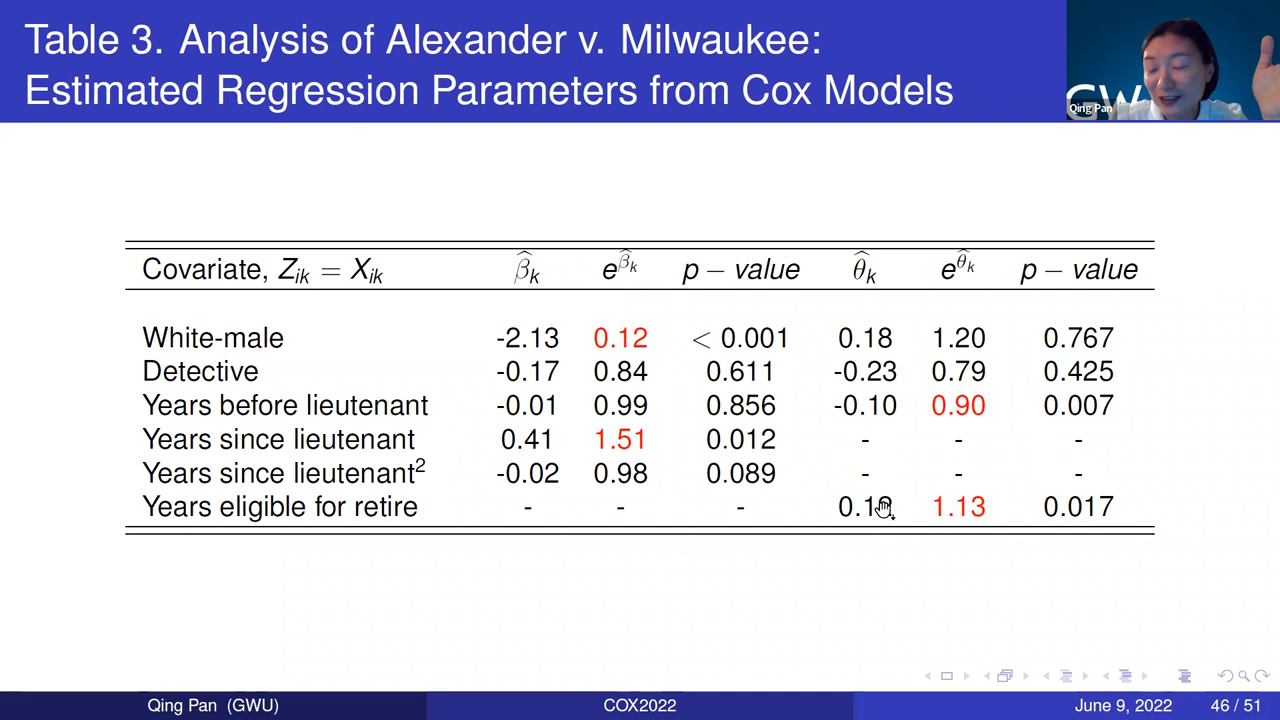 Table 3. Analysis of Alexander v. Milwaukee:
Estimated Regression Parameters from Cox Models
GW
Qing Pan
Covariate, Z_ik = X_ik β̂_k e^β̂_k p − value θ̂_k e^θ̂_k p − value
White-male -2.13 0.12 < 0.001 0.18 1.20 0.767
Detective -0.17 0.84 0.611 -0.23 0.79 0.425
Years before lieutenant -0.01 0.99 0.856 -0.10 0.90 0.007
Years since lieutenant 0.41 1.51 0.012 - - -
Years since lieutenant² -0.02 0.98 0.089 - - -
Years eligible for retire - - - 1.13 0.017
Qing Pan (GWU) COX2022 June 9, 2022 46 / 51